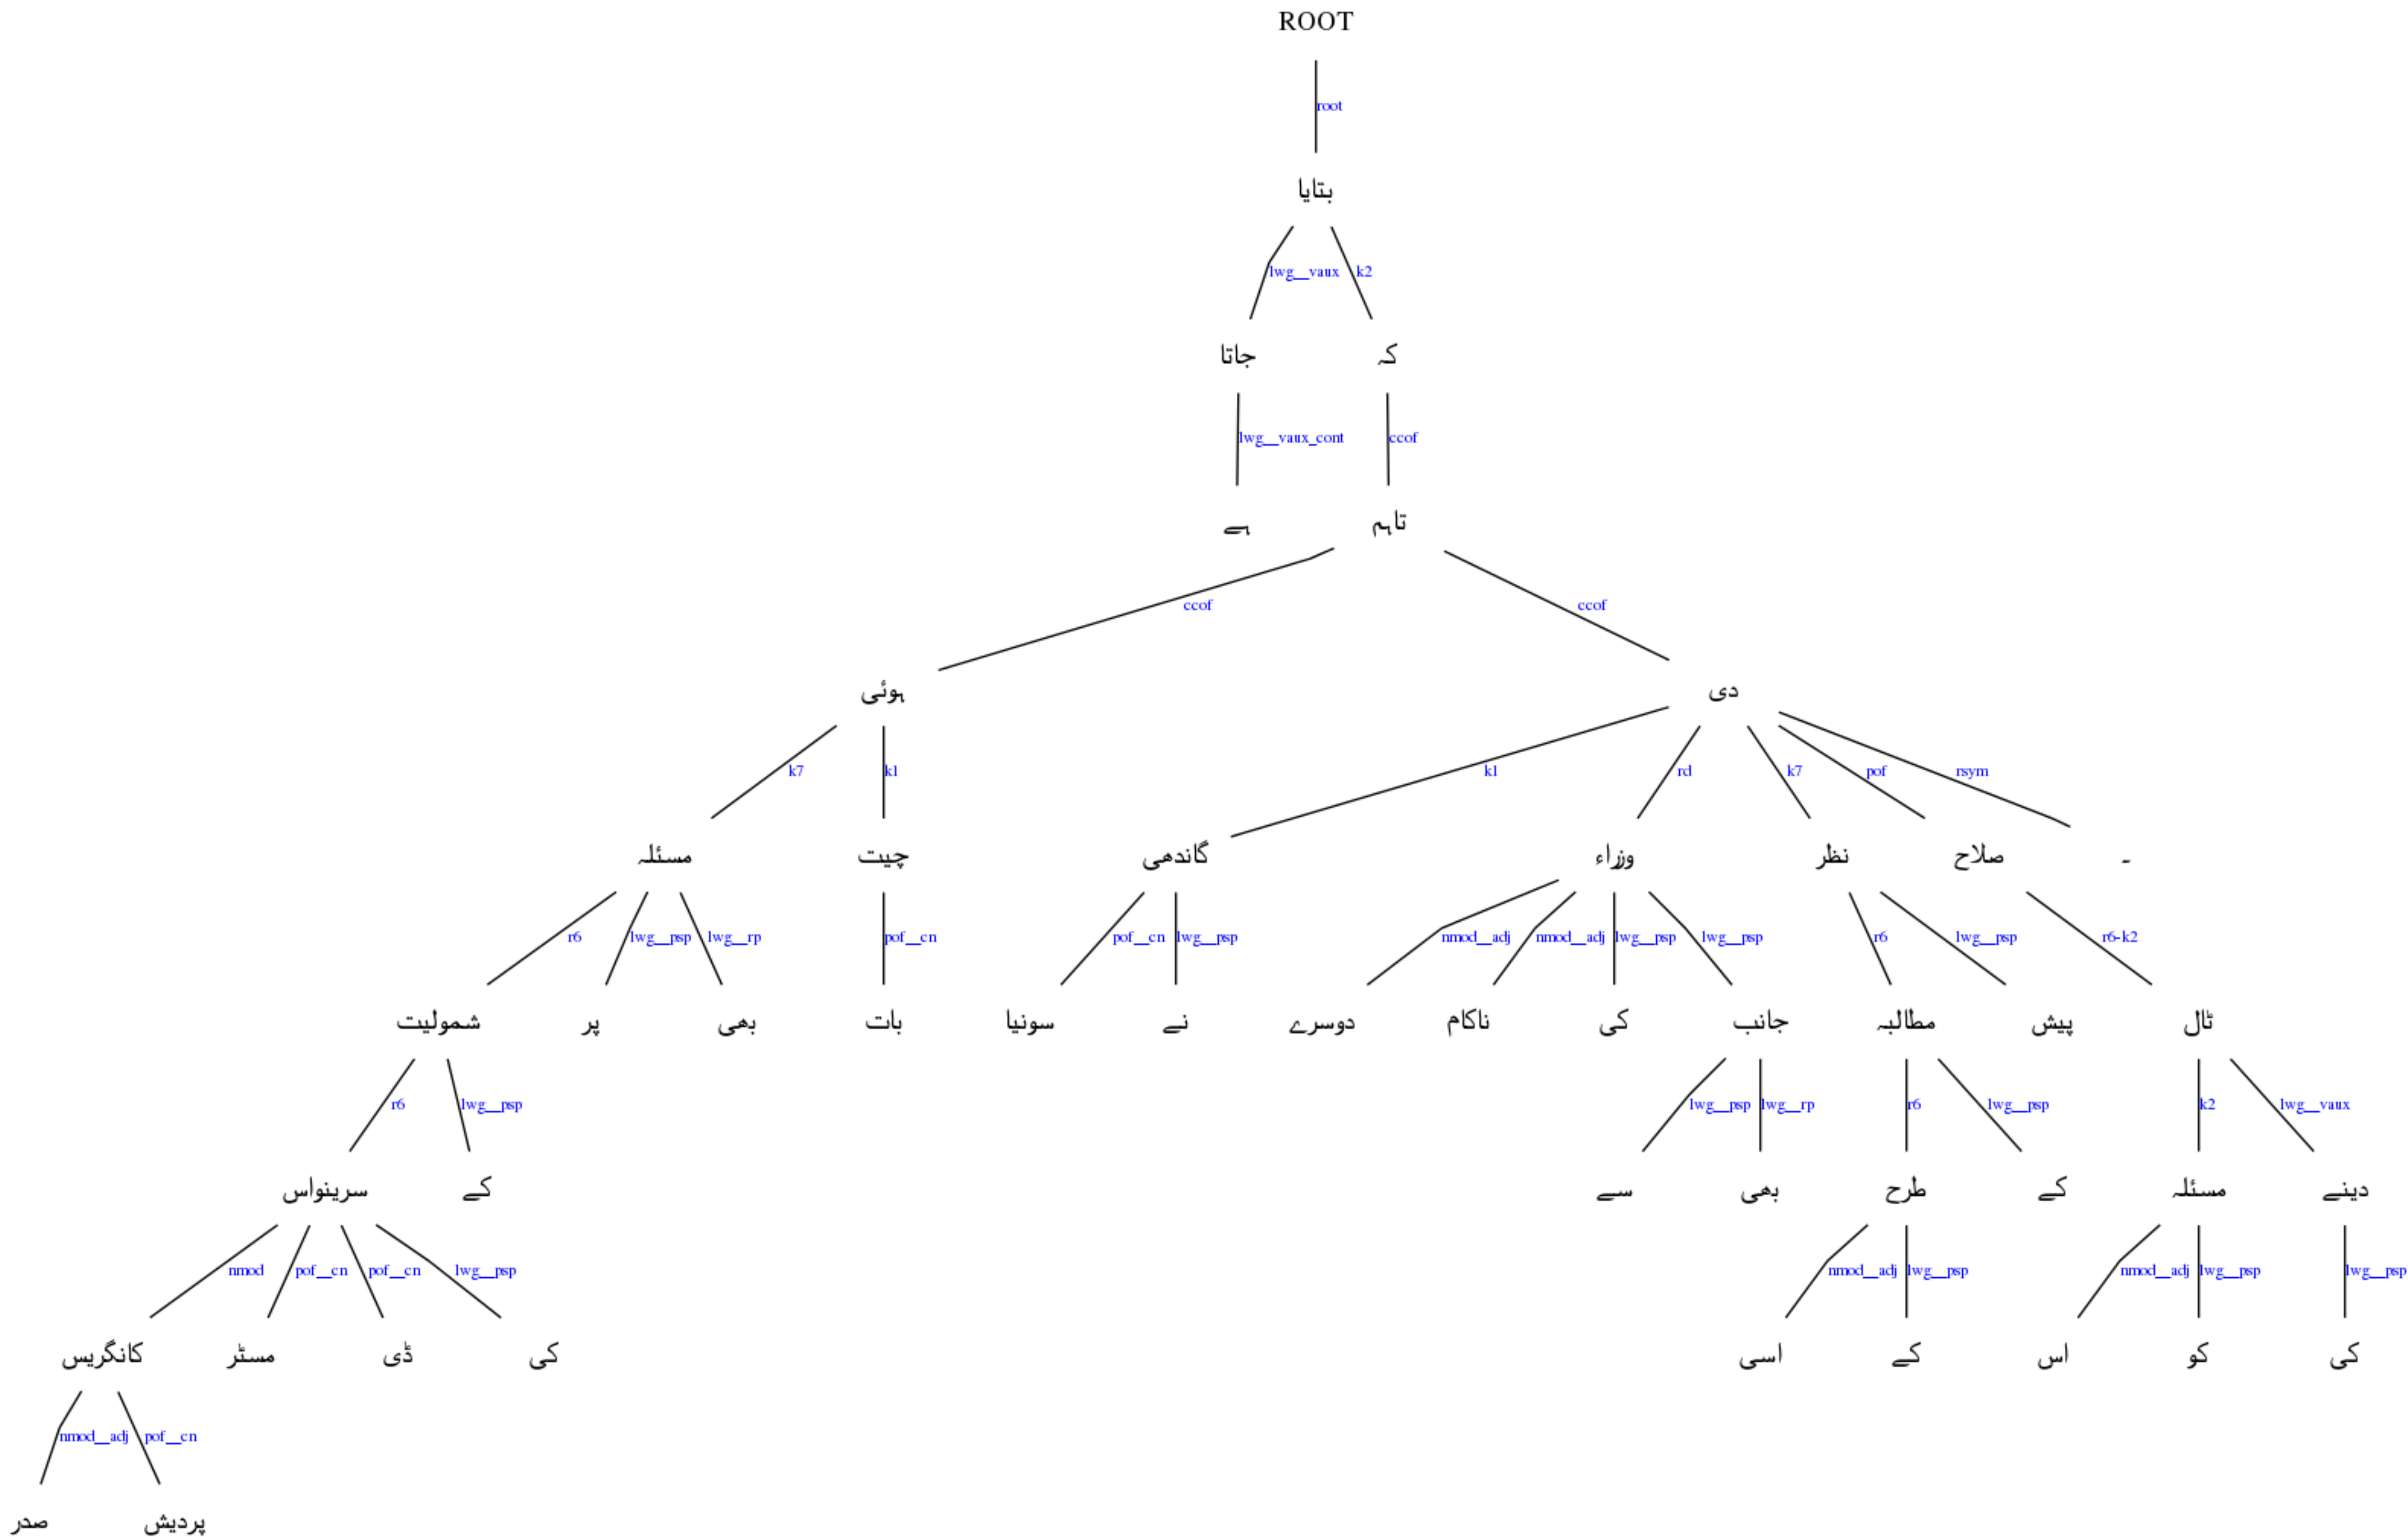 ROOT
root
بتایا
lwg__vaux k2
جاتا کہ
lwg__vaux_cont ccof
ہے تاہم
ccof ccof
ہوئی دی
k7 k1 k1 rd k7 pof rsym
مسئلہ چیت گاندھی وزراء نظر صلاح ۔
r6 lwg__psp lwg__rp pof__cn pof__cn lwg__psp nmod__adj nmod__adj lwg__psp lwg__psp r6 lwg__psp r6-k2
شمولیت پر بھی بات سونیا نے دوسرے ناکام کی جانب مطالبہ پیش ٹال
r6 lwg__psp lwg__psp lwg__rp r6 lwg__psp k2 lwg__vaux
سرینواس کے سے بھی طرح کے مسئلہ دینے
nmod pof__cn pof__cn lwg__psp nmod__adj lwg__psp nmod__adj lwg__psp lwg__psp
کانگریس مسٹر ڈی کی اسی کے اس کو کی
nmod__adj pof__cn
صدر پردیش